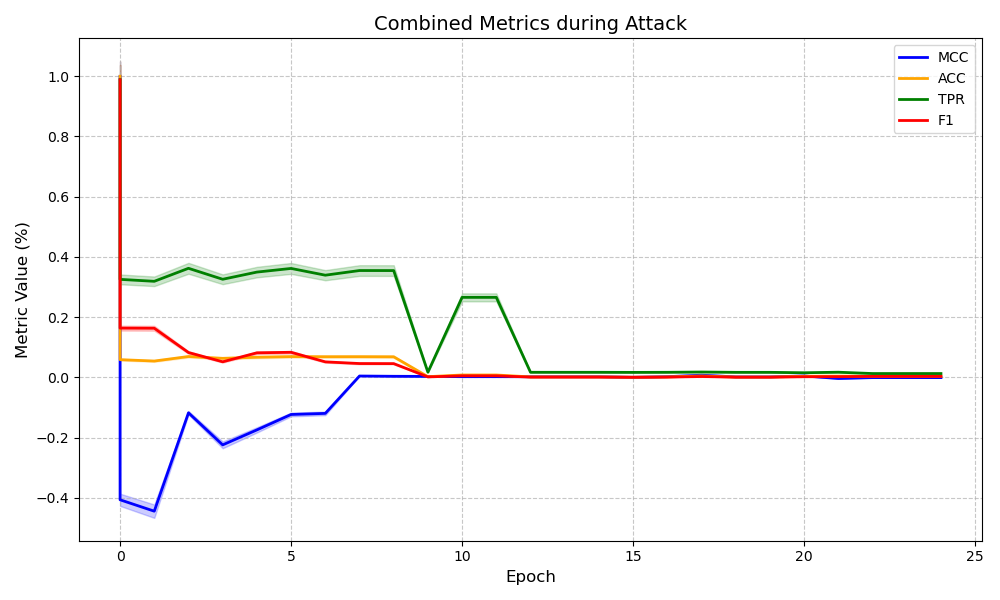 Combined Metrics during Attack
MCC
ACC
TPR
F1
Metric Value (%)
1.0
0.8
0.6
0.4
0.2
0.0
−0.2
−0.4
0
5
10
15
20
25
Epoch